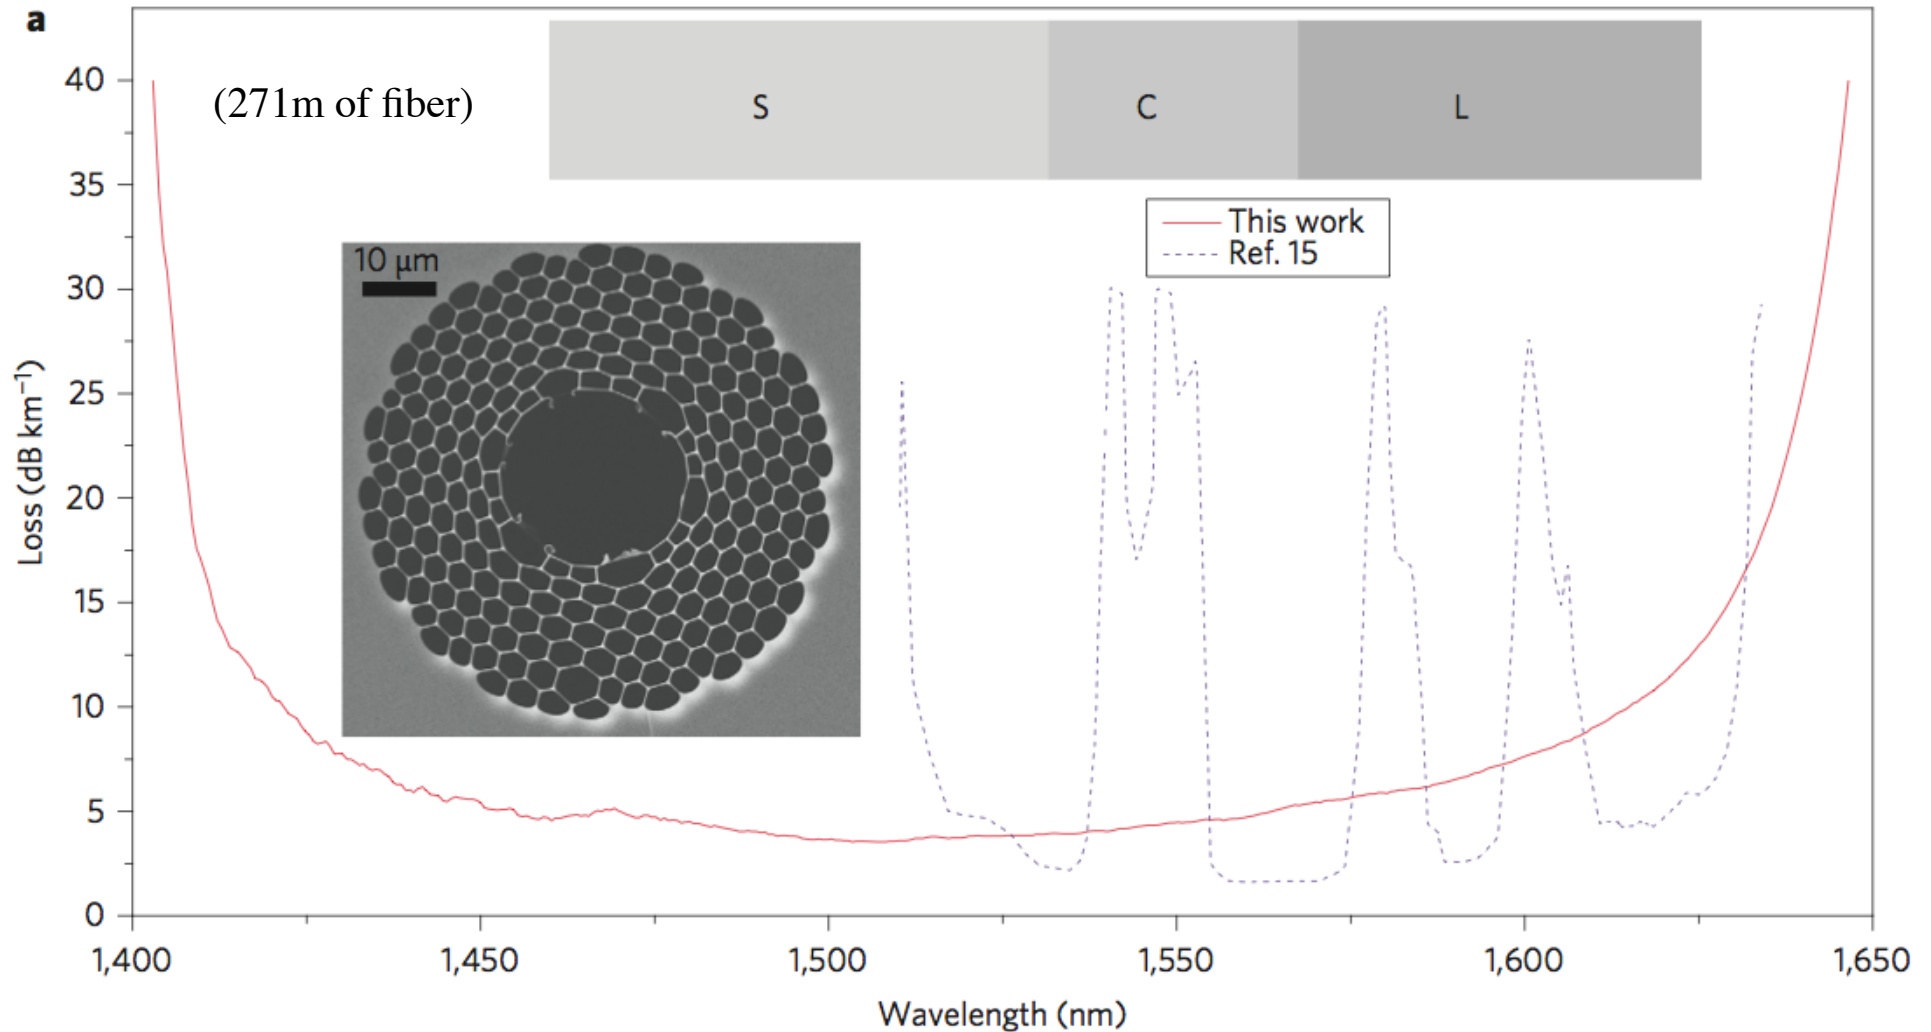 a
(271m of fiber)
S
C
L
This work
Ref. 15
10 μm
Loss (dB km⁻¹)
40
35
30
25
20
15
10
5
0
1,400
1,450
1,500
1,550
1,600
1,650
Wavelength (nm)